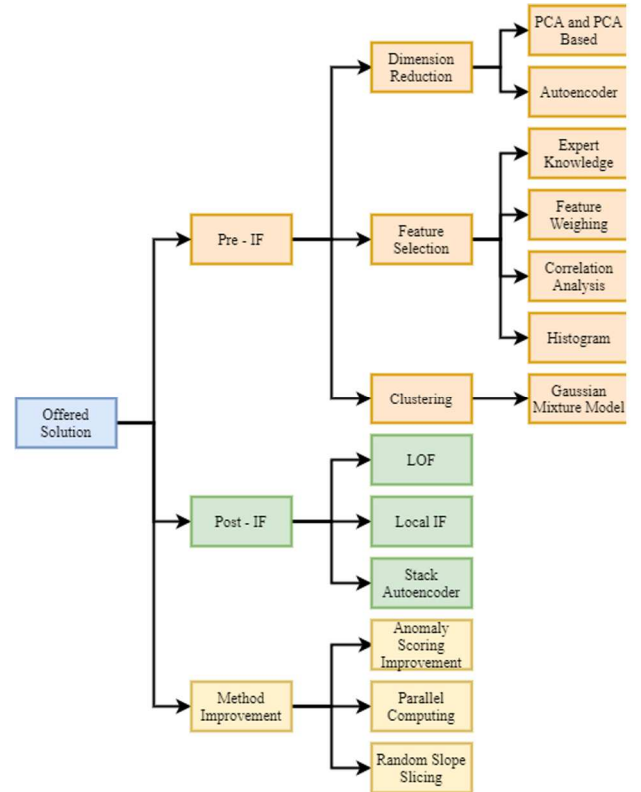 PCA and PCA
Based
Dimension
Reduction
Autoencoder
Expert
Knowledge
Feature
Weighing
Pre - IF
Feature
Selection
Correlation
Analysis
Histogram
Clustering
Gaussian
Mixture Model
Offered
Solution
LOF
Post - IF
Local IF
Stack
Autoencoder
Anomaly
Scoring
Improvement
Method
Improvement
Parallel
Computing
Random Slope
Slicing